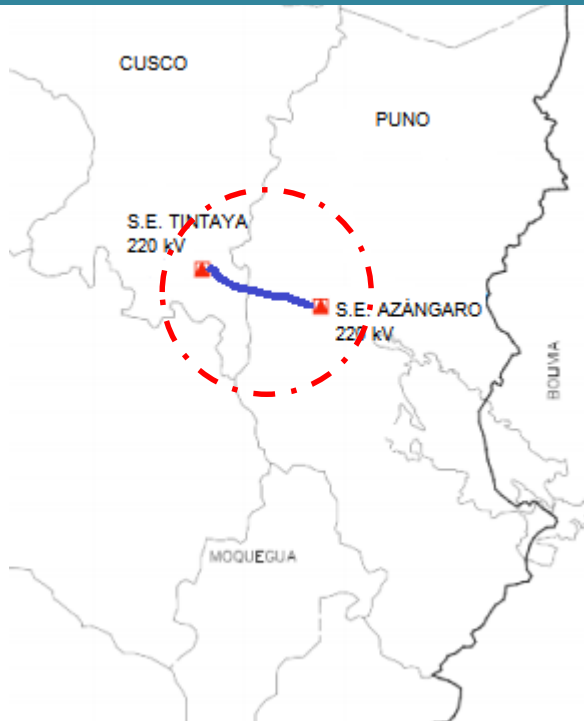 CUSCO
PUNO
S.E. TINTAYA
220 kV
S.E. AZÁNGARO
220 kV
BOLIVIA
MOQUEGUA